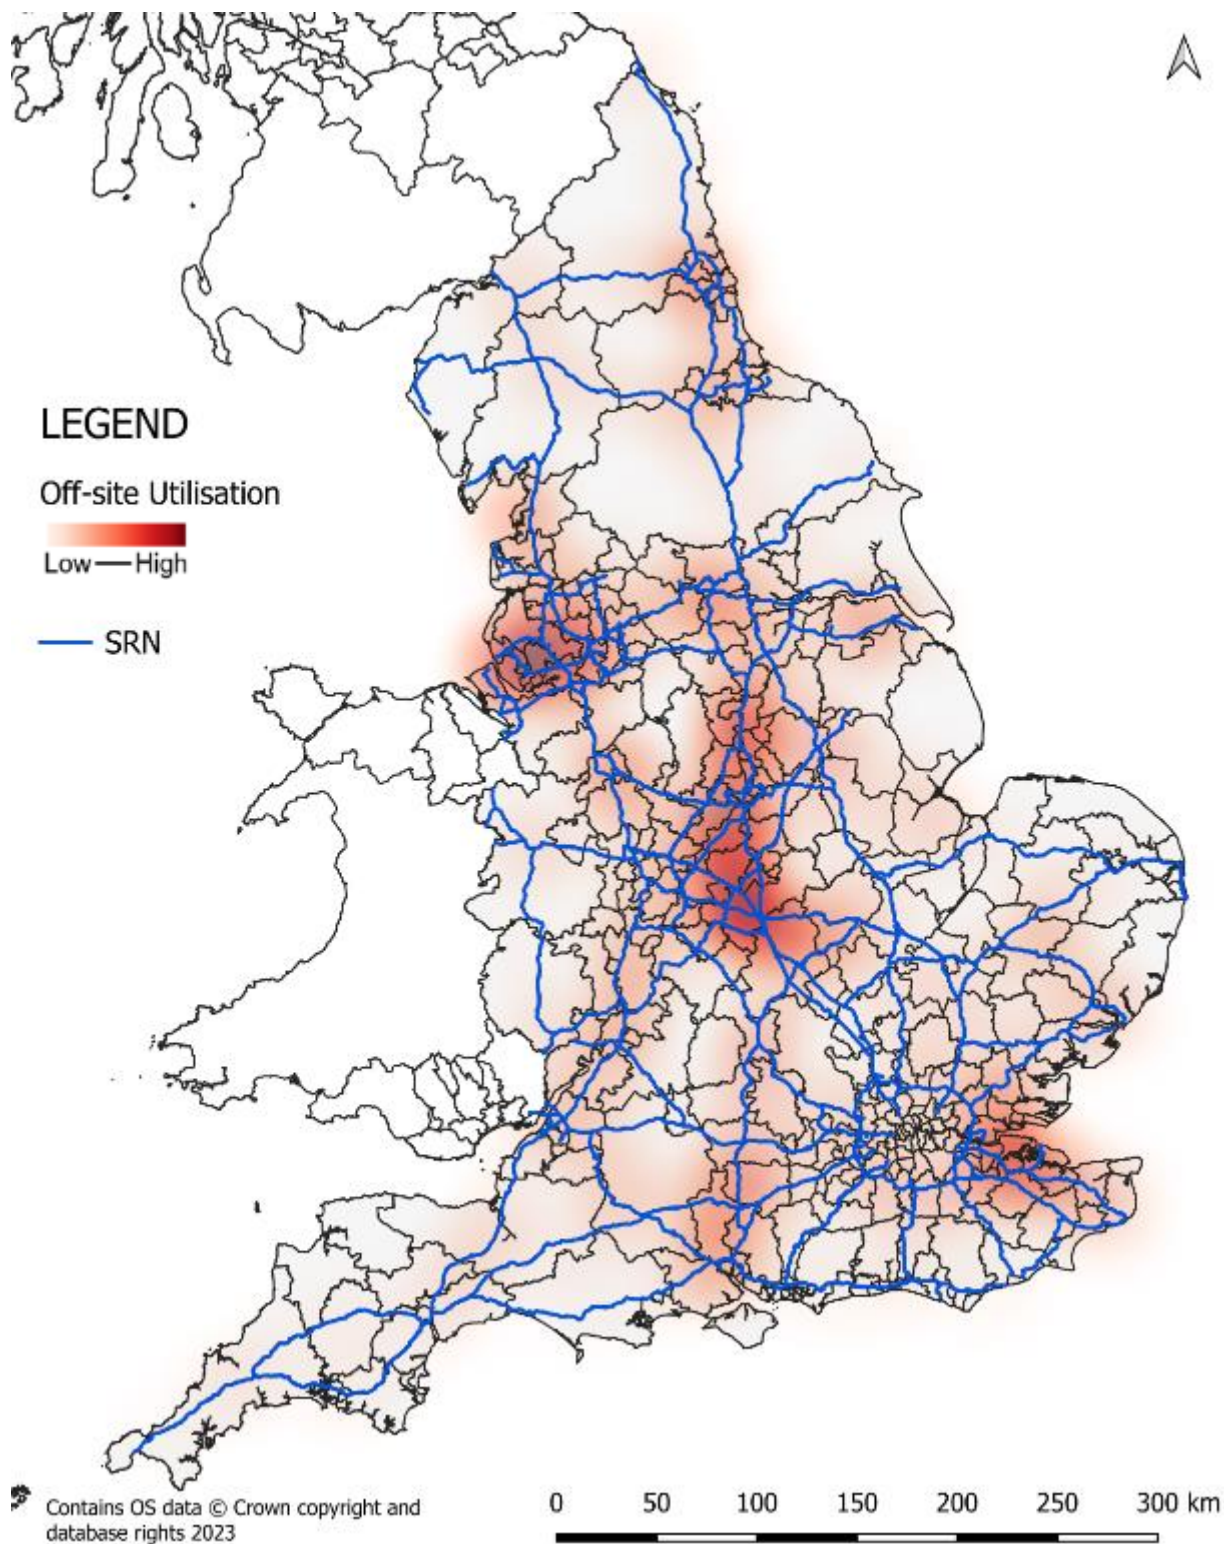 LEGEND
Off-site Utilisation
Low — High
SRN
Contains OS data © Crown copyright and
database rights 2023
0 50 100 150 200 250 300 km